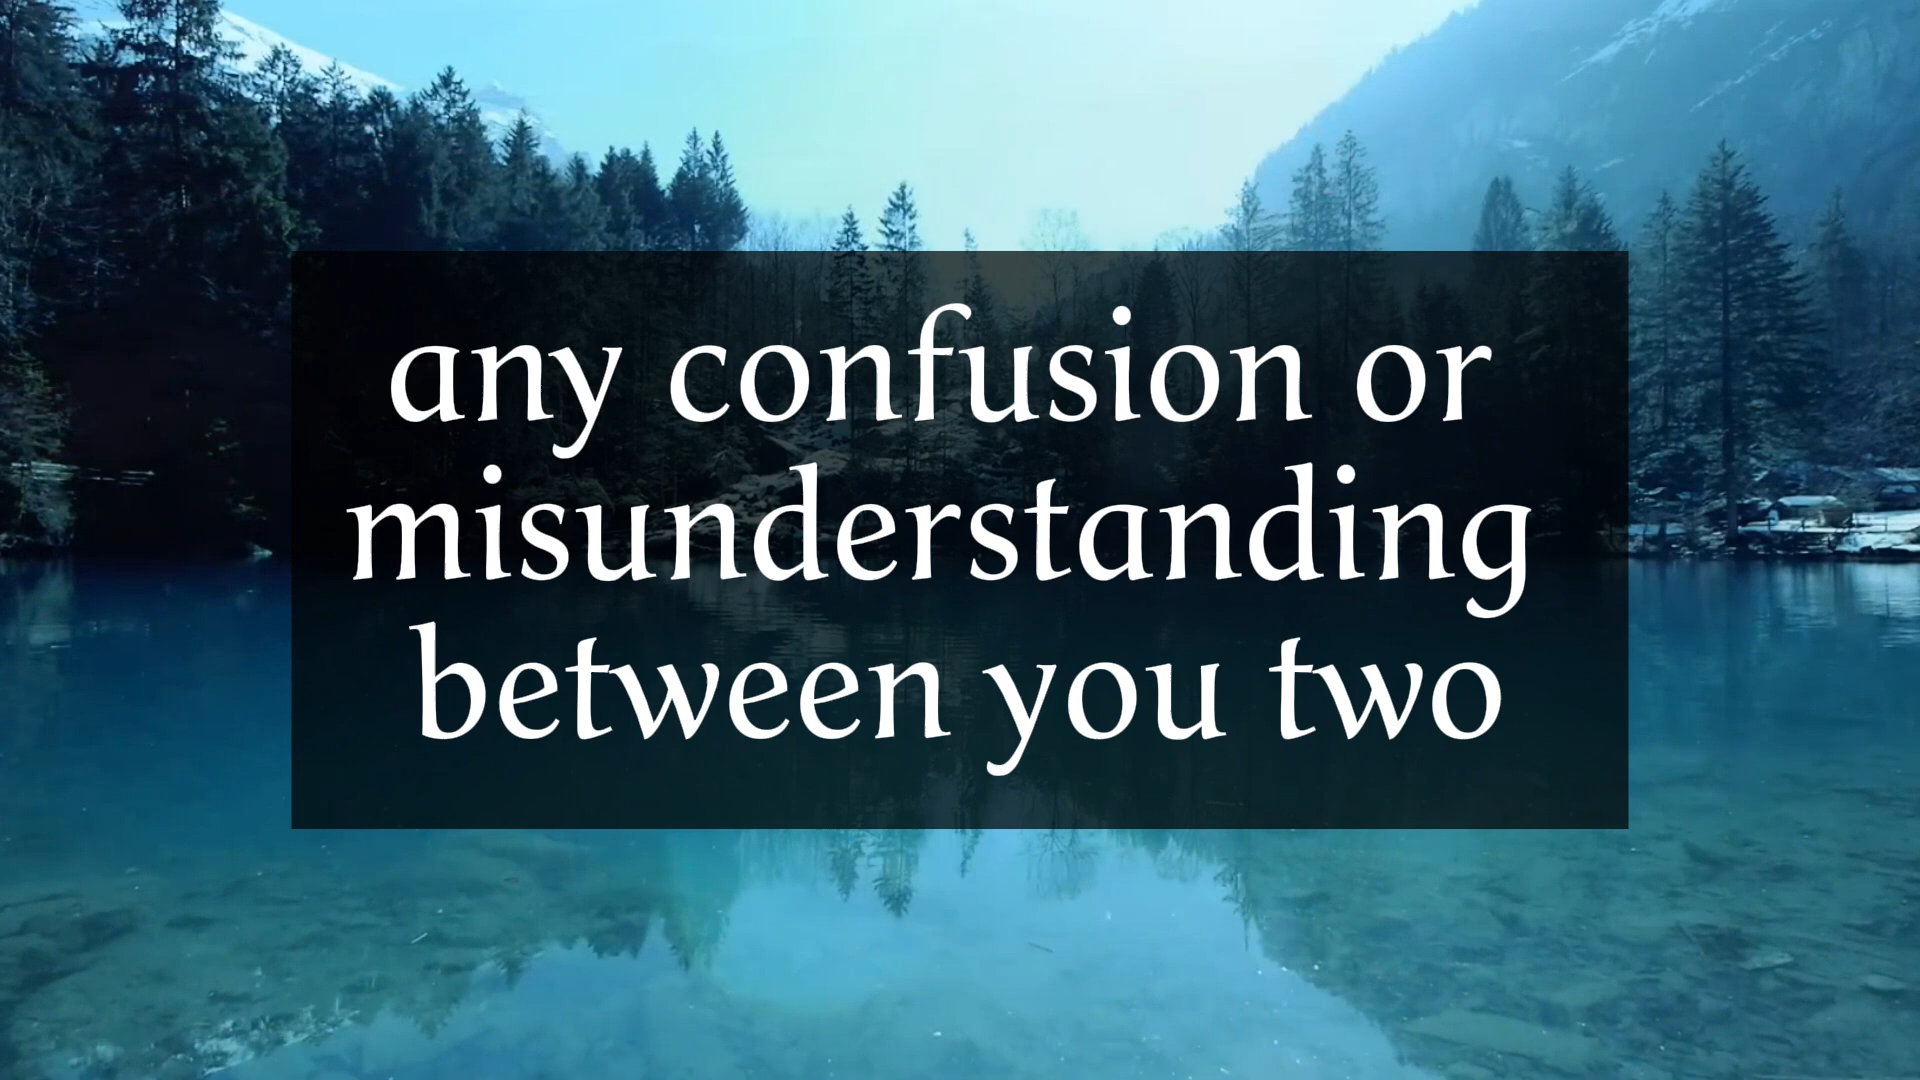 any confusion or
misunderstanding
between you two